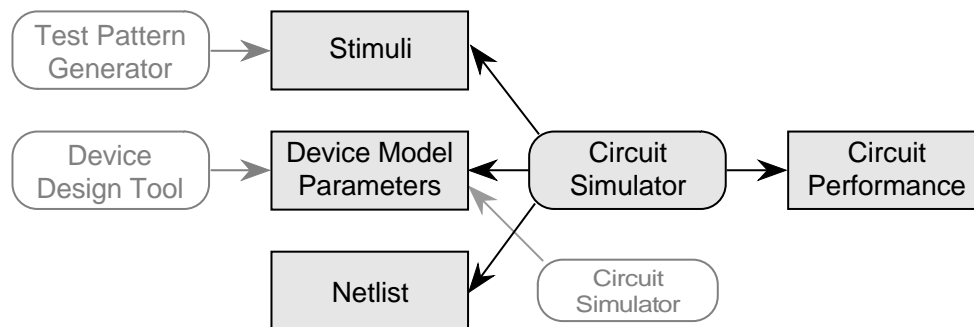 Test Pattern
Generator
Stimuli
Device
Design Tool
Device Model
Parameters
Circuit
Simulator
Circuit
Performance
Netlist
Circuit
Simulator